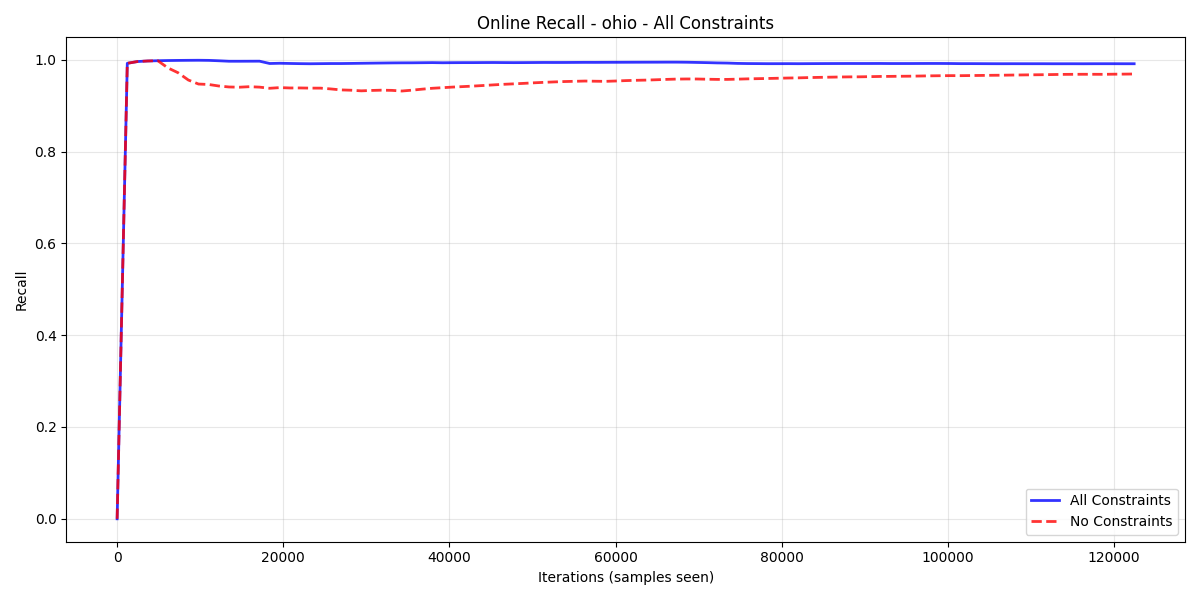 Online Recall - ohio - All Constraints
Recall
1.0
0.8
0.6
0.4
0.2
0.0
0 20000 40000 60000 80000 100000 120000
Iterations (samples seen)
All Constraints
No Constraints